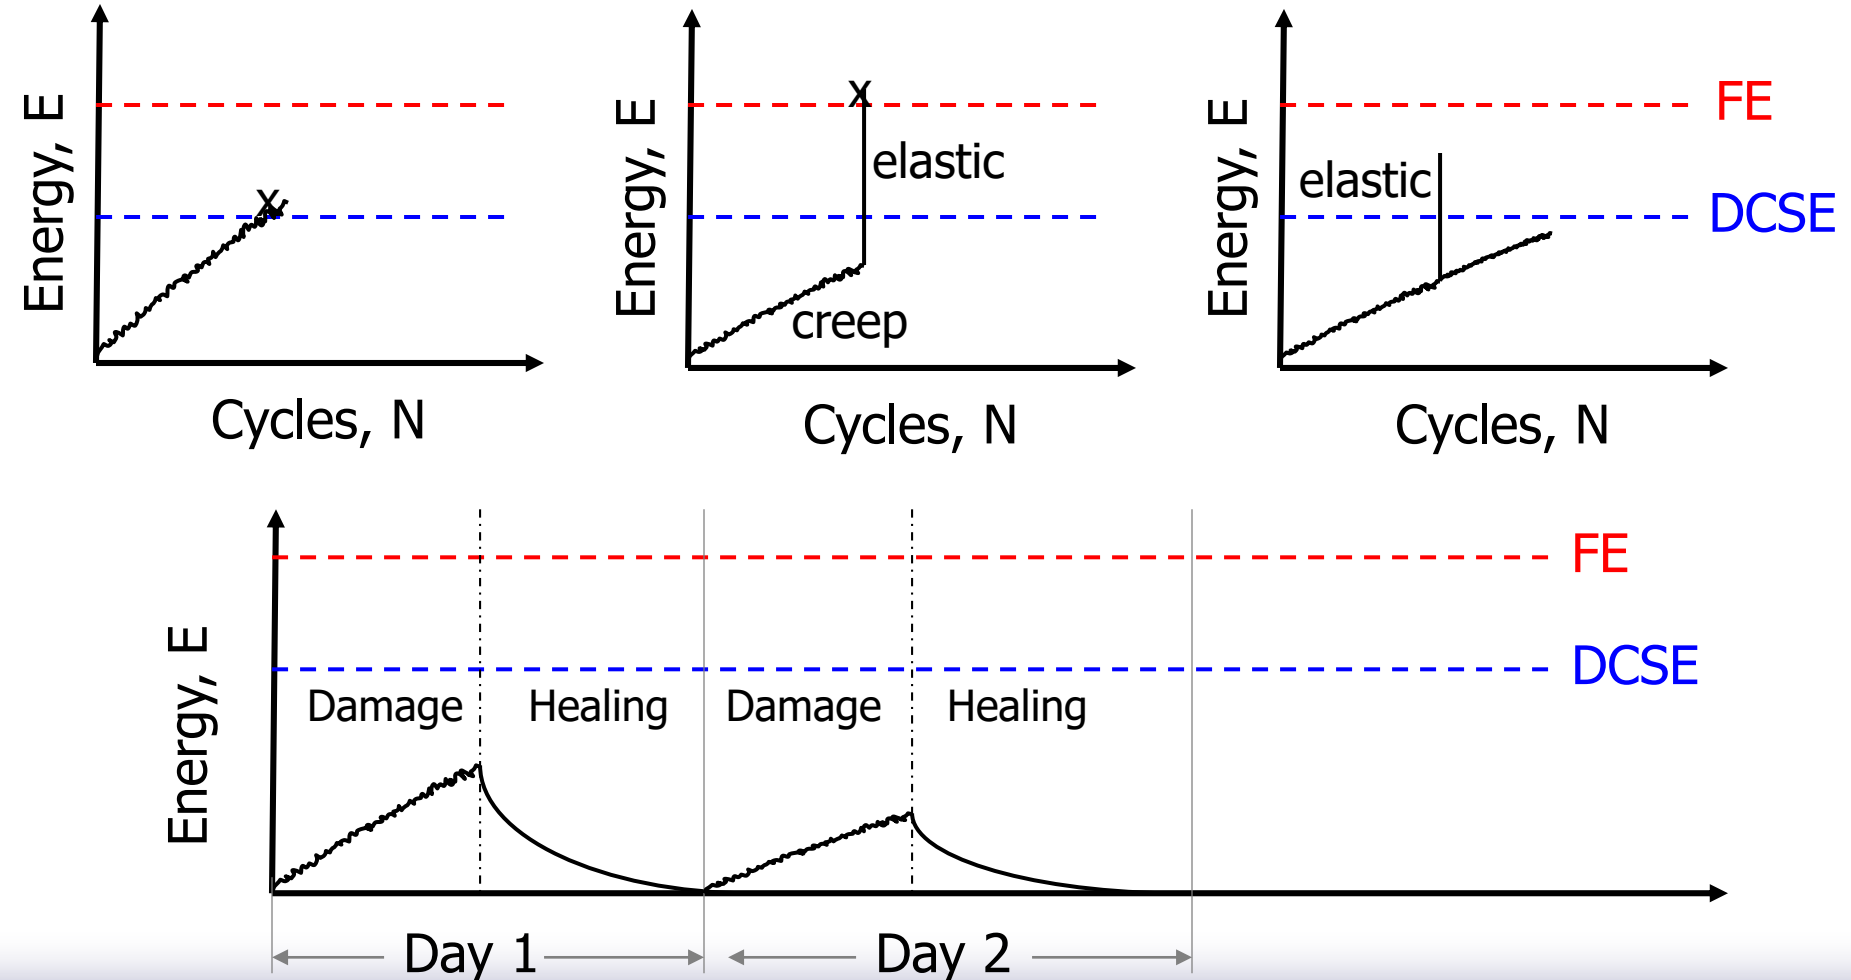 Energy, E
x
Cycles, N
Energy, E
x
elastic
creep
Cycles, N
Energy, E
elastic
FE
DCSE
Cycles, N
Energy, E
FE
DCSE
Damage Healing Damage Healing
Day 1 Day 2